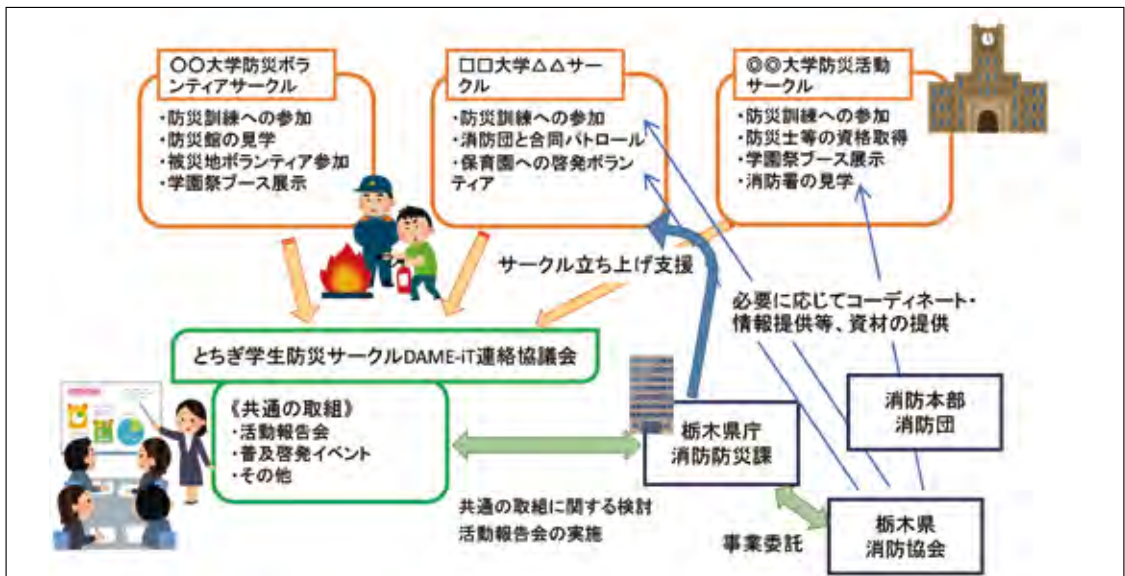 〇〇大学防災ボラ
ンティアサークル
・防災訓練への参加
・防災館の見学
・被災地ボランティア参加
・学園祭ブース展示
□□大学△△サー
クル
・防災訓練への参加
・消防団と合同パトロール
・保育園への啓発ボラン
ティア
◎◎大学防災活動
サークル
・防災訓練への参加
・防災士等の資格取得
・学園祭ブース展示
・消防署の見学
サークル立ち上げ支援
必要に応じてコーディネート・
情報提供等、資材の提供
とちぎ学生防災サークルDAME-iT連絡協議会
《共通の取組》
・活動報告会
・普及啓発イベント
・その他
栃木県庁
消防防災課
消防本部
消防団
共通の取組に関する検討
活動報告会の実施
事業委託
栃木県
消防協会